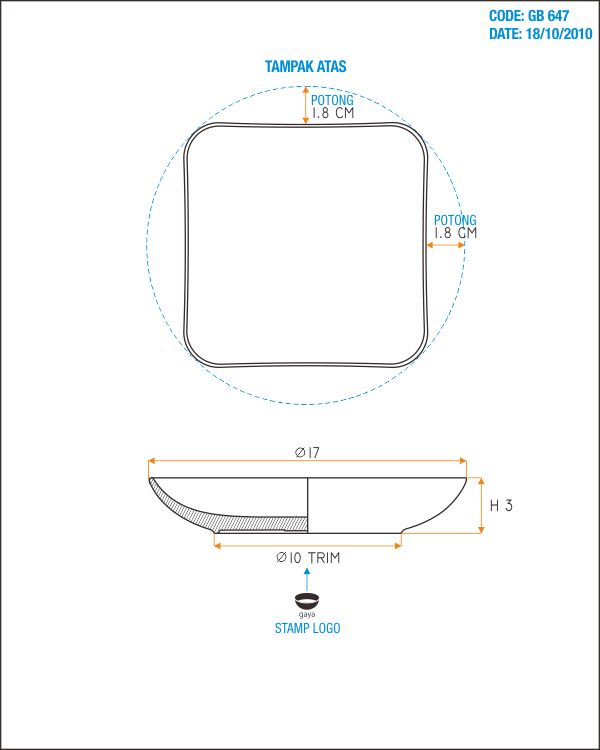 CODE: GB 647
DATE: 18/10/2010
TAMPAK ATAS
POTONG
1.8 CM
POTONG
1.8 CM
Ø17
H 3
Ø10 TRIM
gaya
STAMP LOGO